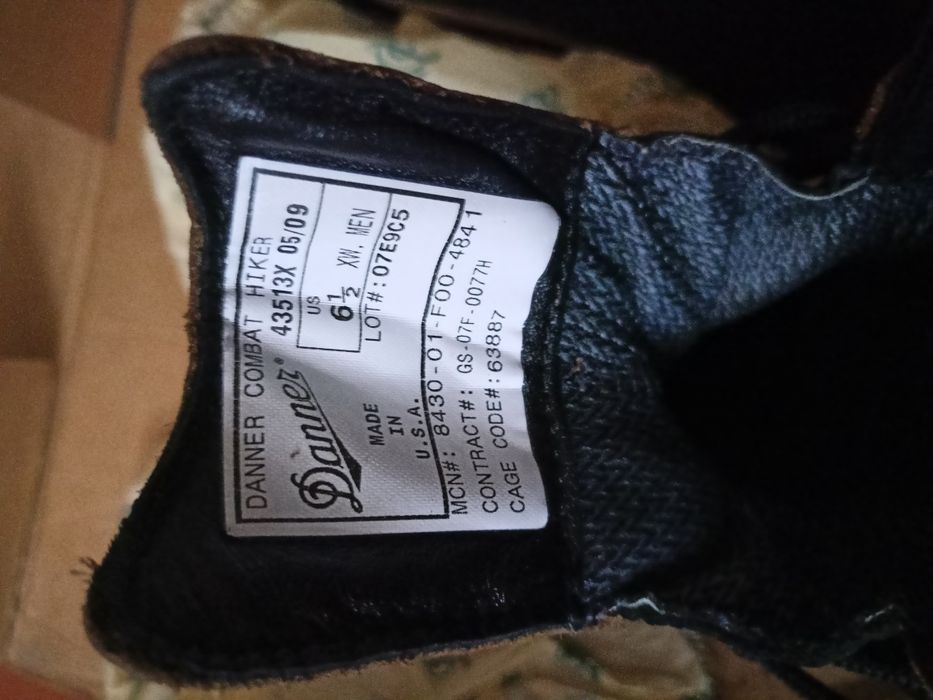 DANNER COMBAT HIKER
43513X 05/09
Danner®
US
6½ XW, MEN
MADE
IN
U.S.A.
LOT#:07E9C5
MCN#: 8430-01-F00-4841
CONTRACT#: GS-07F-0077H
CAGE CODE#:63887